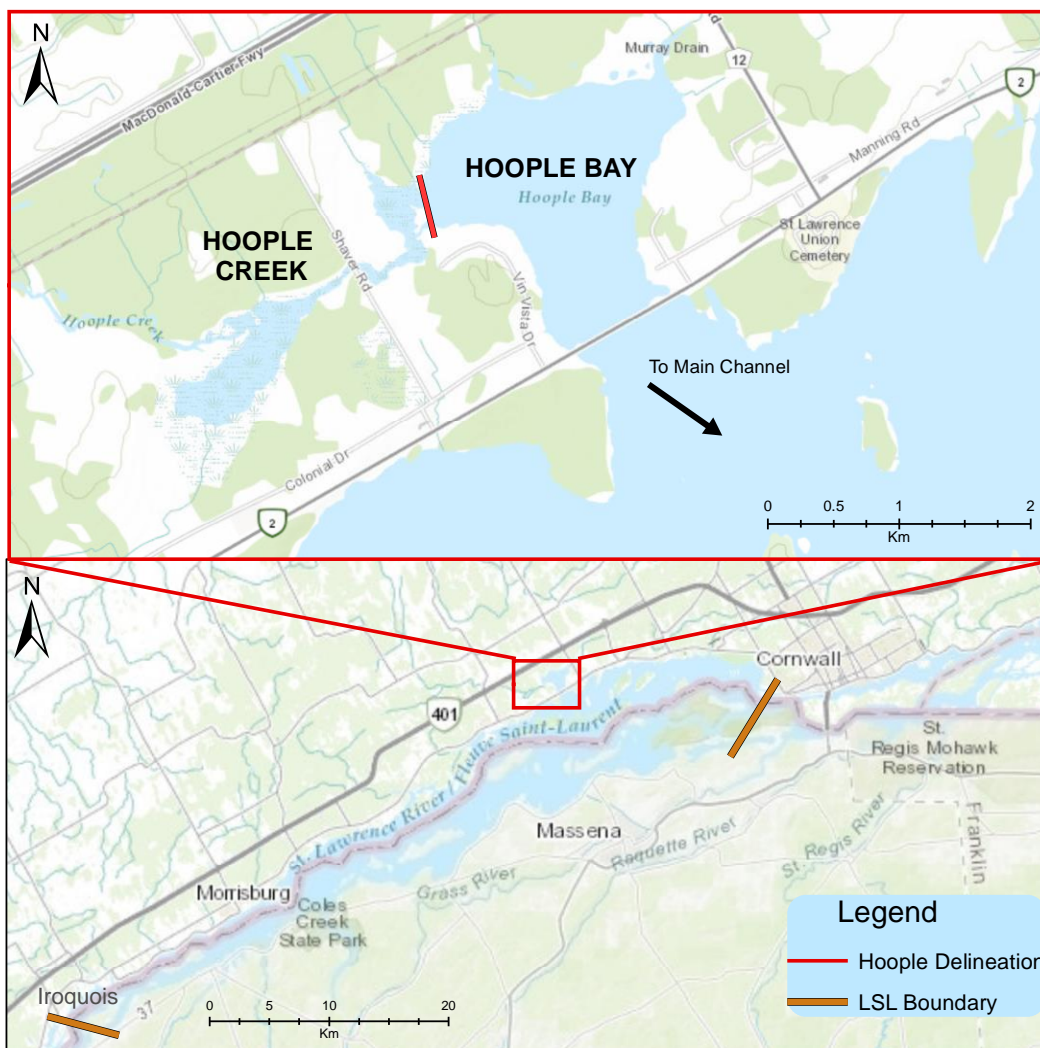 N
MacDonald-Cartier Fwy
Murray Drain
12
2
Manning Rd
HOOPLE BAY
Hoople Bay
HOOPLE
CREEK
Shaver Rd
St Lawrence
Union
Cemetery
Vin Vista Dr
Hoople Creek
To Main Channel
Colonial Dr
2
0 0.5 1 2
Km
N
Cornwall
401
St. Lawrence River / Fleuve Saint-Laurent
St.
Regis Mohawk
Reservation
Massena
Raquette River
St. Regis River
Franklin
Grass River
Morrisburg
Coles
Creek
State Park
Iroquois
37
0 5 10 20
Km
Legend
Hoople Delineation
LSL Boundary